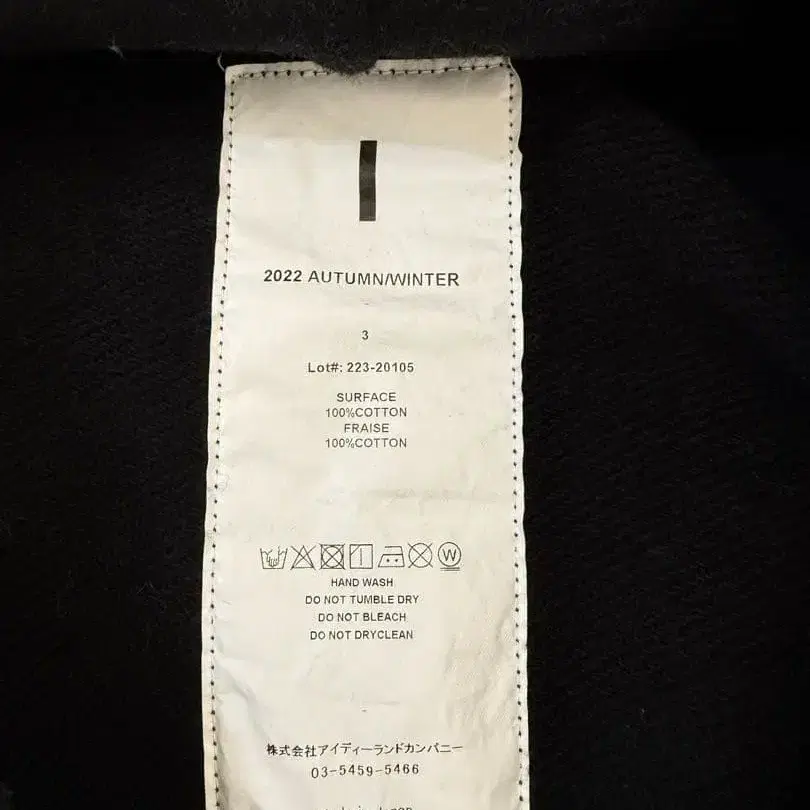 2022 AUTUMN/WINTER
3
Lot#: 223-20105
SURFACE
100%COTTON
FRAISE
100%COTTON
W
HAND WASH
DO NOT TUMBLE DRY
DO NOT BLEACH
DO NOT DRYCLEAN
株式会社アイディーランドカンパニー
03-5459-5466